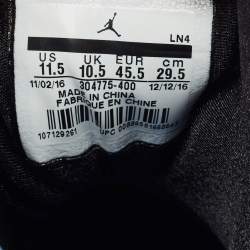 LN4
US UK EUR cm
11.5 10.5 45.5 29.5
11/02/16 304775-400 12/12/16
MADE IN CHINA
FABRIQUE EN CHINE
107129261
UPC